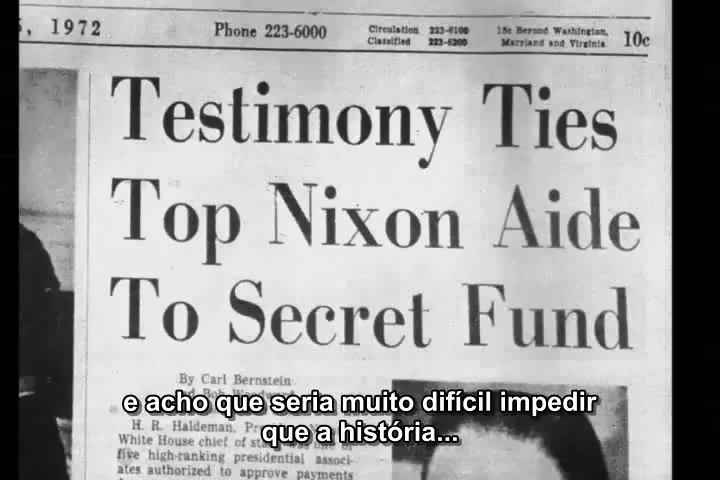 5, 1972
Phone 223-6000
Circulation 223-6100
Classified 223-6200
15c Beyond Washington,
Maryland and Virginia
10c
Testimony Ties
Top Nixon Aide
To Secret Fund
By Carl Bernstein
H. R. Haldeman,
White House chief of
five high-ranking presidential associ-
ates authorized to approve payments
e acho que seria muito difícil impedir
que a história...